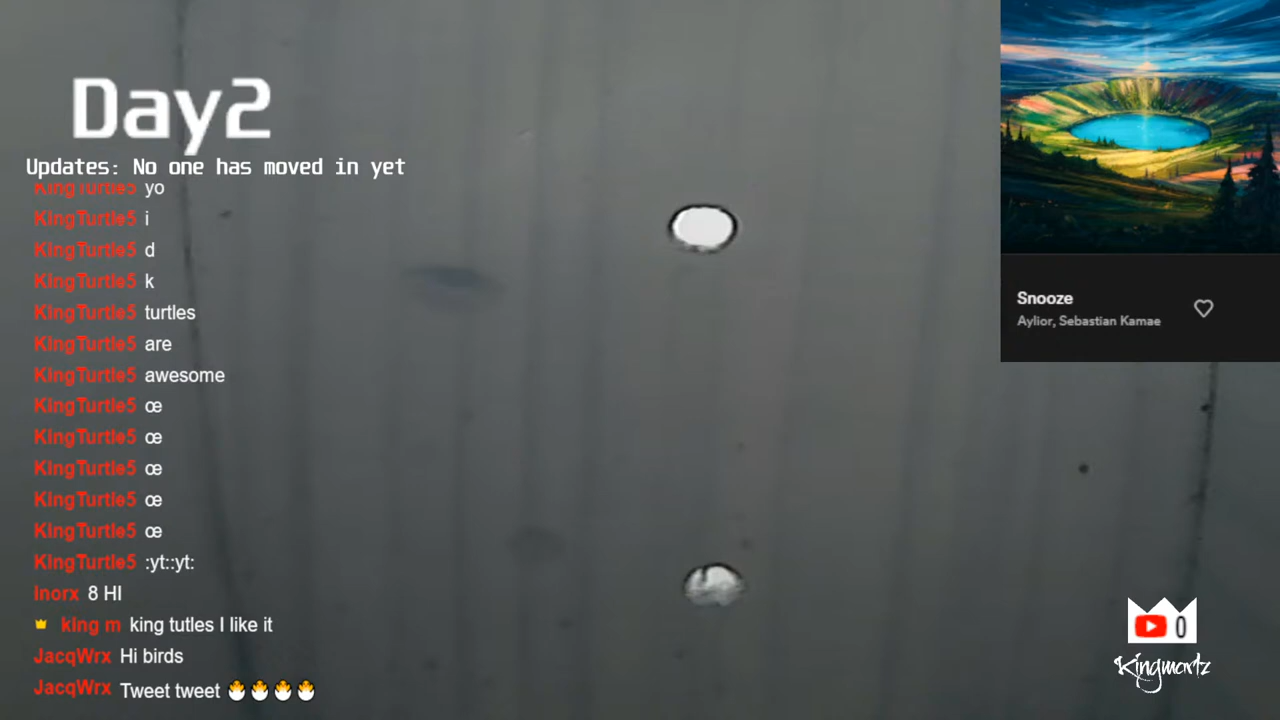 Day2
Updates: No one has moved in yet
KingTurtle5 yo
KingTurtle5 i
KingTurtle5 d
KingTurtle5 k
KingTurtle5 turtles
KingTurtle5 are
KingTurtle5 awesome
KingTurtle5 œ
KingTurtle5 œ
KingTurtle5 œ
KingTurtle5 œ
KingTurtle5 œ
KingTurtle5 :yt::yt:
Inorx 8 HI
king m king tutles I like it
JacqWrx Hi birds
JacqWrx Tweet tweet 🐣🐣🐣🐣
Snooze
Aylior, Sebastian Kamae
0
Kingmortz